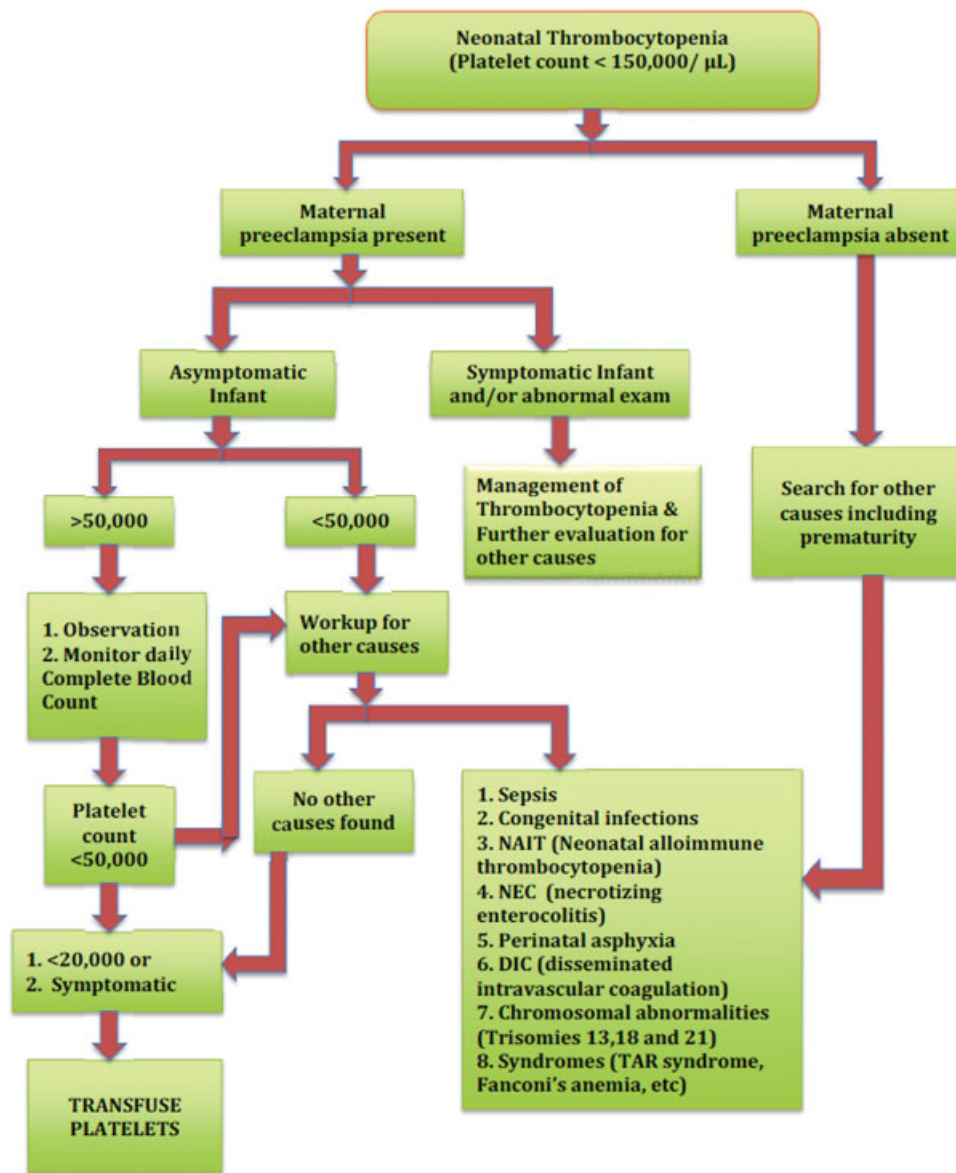 Neonatal Thrombocytopenia
(Platelet count < 150,000/ µL)
Maternal
preeclampsia present
Maternal
preeclampsia absent
Asymptomatic
Infant
Symptomatic Infant
and/or abnormal exam
>50,000
<50,000
Management of
Thrombocytopenia &
Further evaluation for
other causes
Search for other
causes including
prematurity
1. Observation
2. Monitor daily
Complete Blood
Count
Workup for
other causes
Platelet
count
<50,000
No other
causes found
1. Sepsis
2. Congenital infections
3. NAIT (Neonatal alloimmune
thrombocytopenia)
4. NEC (necrotizing
enterocolitis)
5. Perinatal asphyxia
6. DIC (disseminated
intravascular coagulation)
7. Chromosomal abnormalities
(Trisomies 13,18 and 21)
8. Syndromes (TAR syndrome,
Fanconi's anemia, etc)
1. <20,000 or
2. Symptomatic
TRANSFUSE
PLATELETS